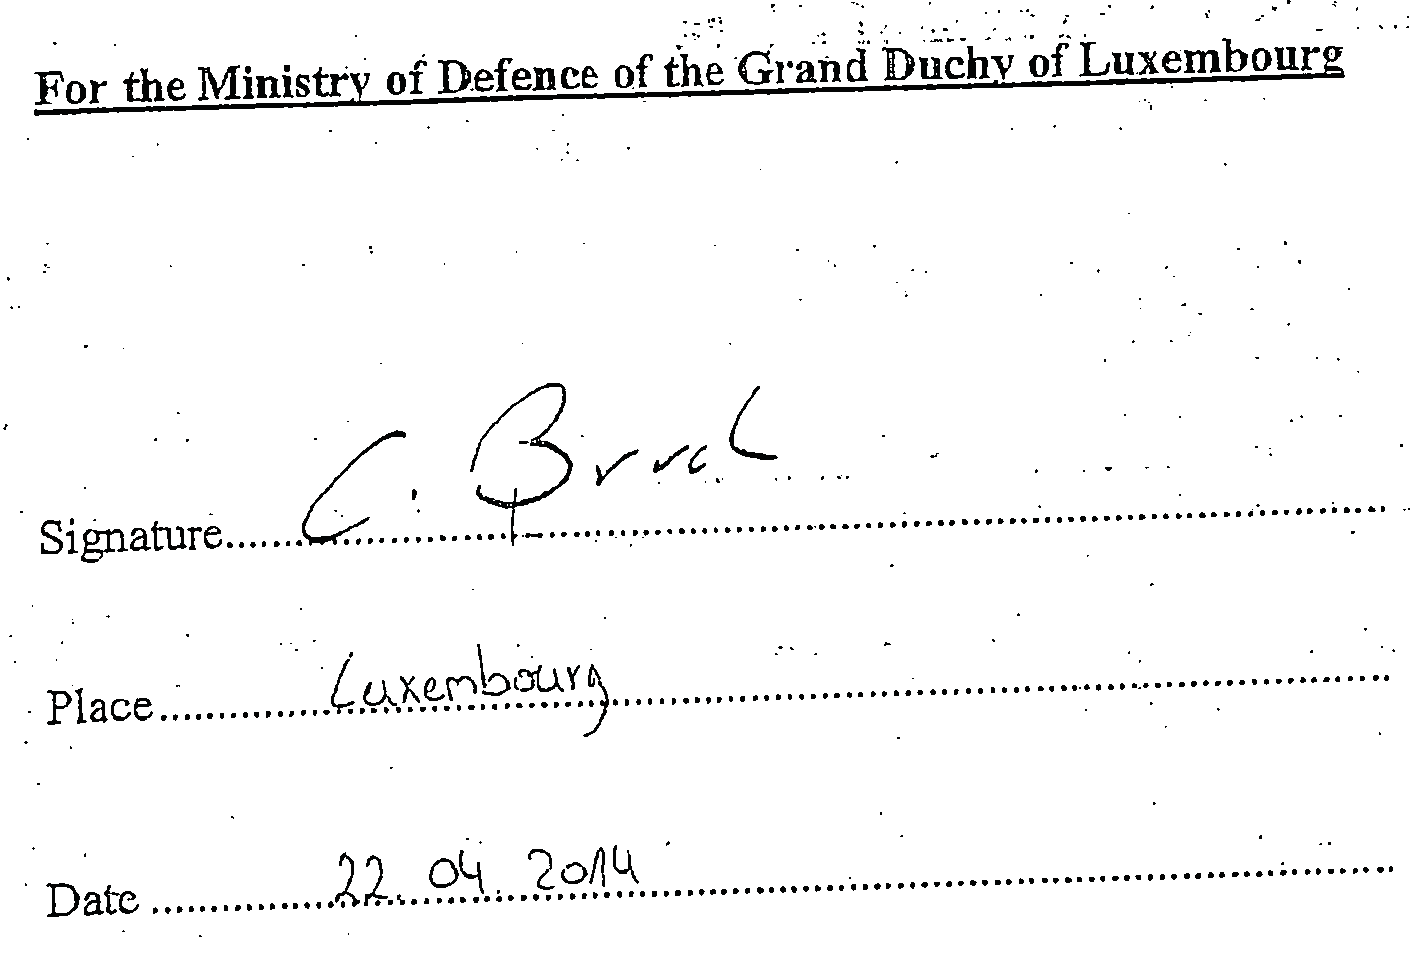 For the Ministry of Defence of the Grand Duchy of Luxembourg
Signature.......... C. 
Place.......... Luxembourg
Date .......... 22.04.2014